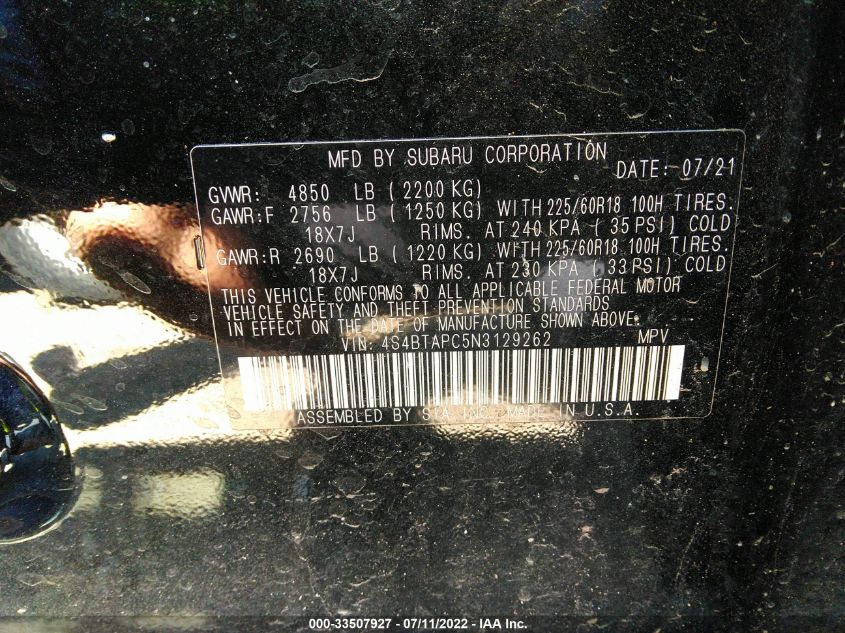 MFD BY SUBARU CORPORATION DATE: 07/21
GVWR: 4850 LB ( 2200 KG)
GAWR:F 2756 LB ( 1250 KG) WITH 225/60R18 100H TIRES.
18X7J RIMS. AT 240 KPA ( 35 PSI) COLD
GAWR:R 2690 LB ( 1220 KG) WITH 225/60R18 100H TIRES.
18X7J RIMS. AT 230 KPA ( 33 PSI) COLD
THIS VEHICLE CONFORMS TO ALL APPLICABLE FEDERAL MOTOR
VEHICLE SAFETY AND THEFT PREVENTION STANDARDS
IN EFFECT ON THE DATE OF MANUFACTURE SHOWN ABOVE.
VIN: 4S4BTAPC5N3129262 MPV
ASSEMBLED BY SIA, INC. MADE IN U.S.A.
000-33507927 - 07/11/2022 - IAA Inc.